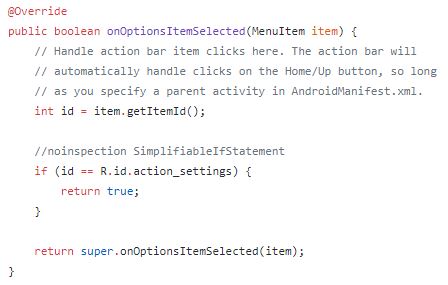 @Override
public boolean onOptionsItemSelected(MenuItem item) {
    // Handle action bar item clicks here. The action bar will
    // automatically handle clicks on the Home/Up button, so long
    // as you specify a parent activity in AndroidManifest.xml.
    int id = item.getItemId();

    //noinspection SimplifiableIfStatement
    if (id == R.id.action_settings) {
        return true;
    }

    return super.onOptionsItemSelected(item);
}